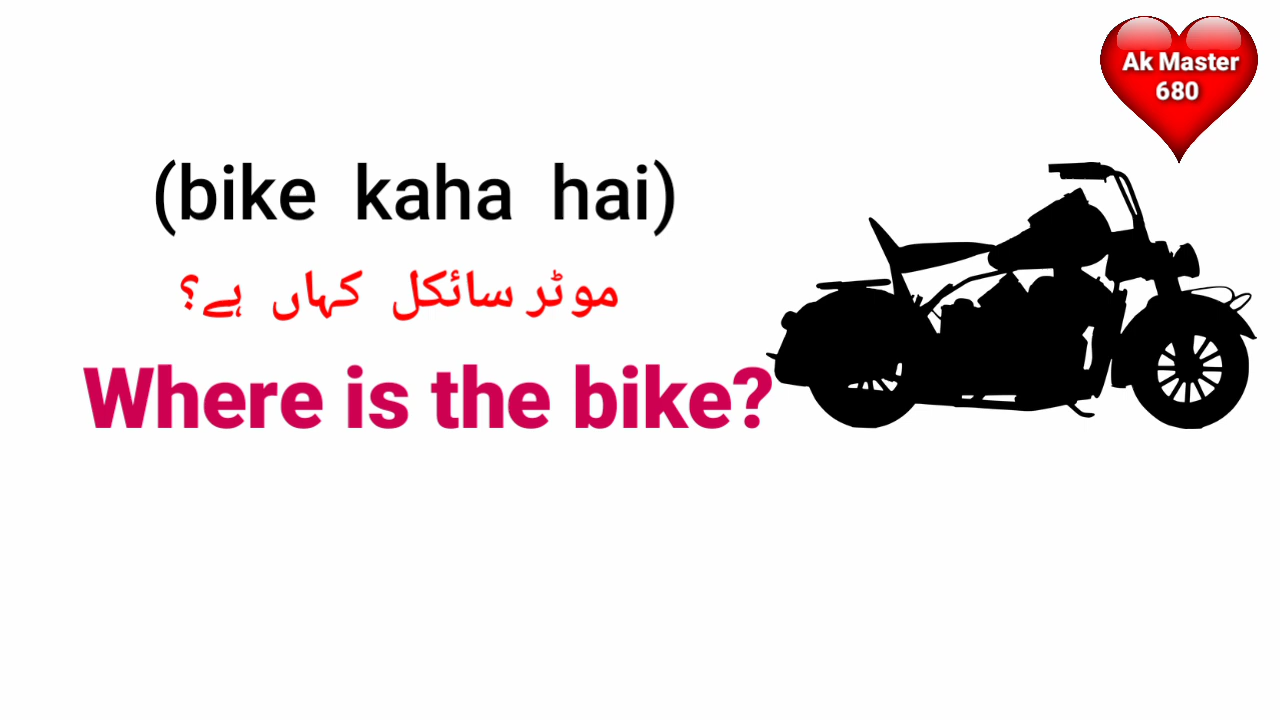 Ak Master
680
(bike kaha hai)
موٹر سائکل کہاں ہے؟
Where is the bike?